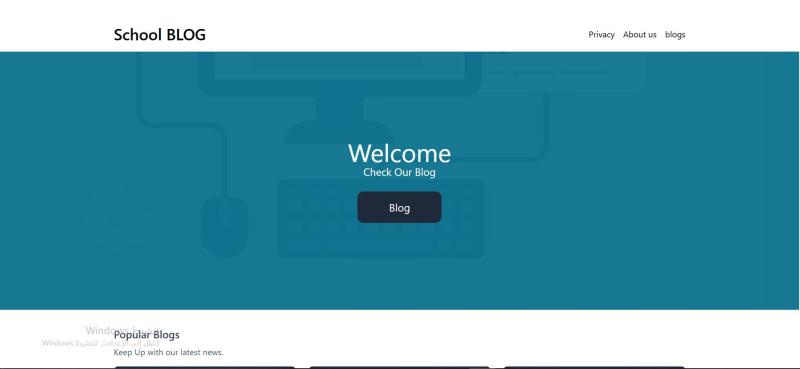 School BLOG
Privacy About us blogs
Welcome
Check Our Blog
Blog
تنشيط Windows
Popular Blogs
انتقل إلى الإعدادات لتنشيط Windows
Keep Up with our latest news.